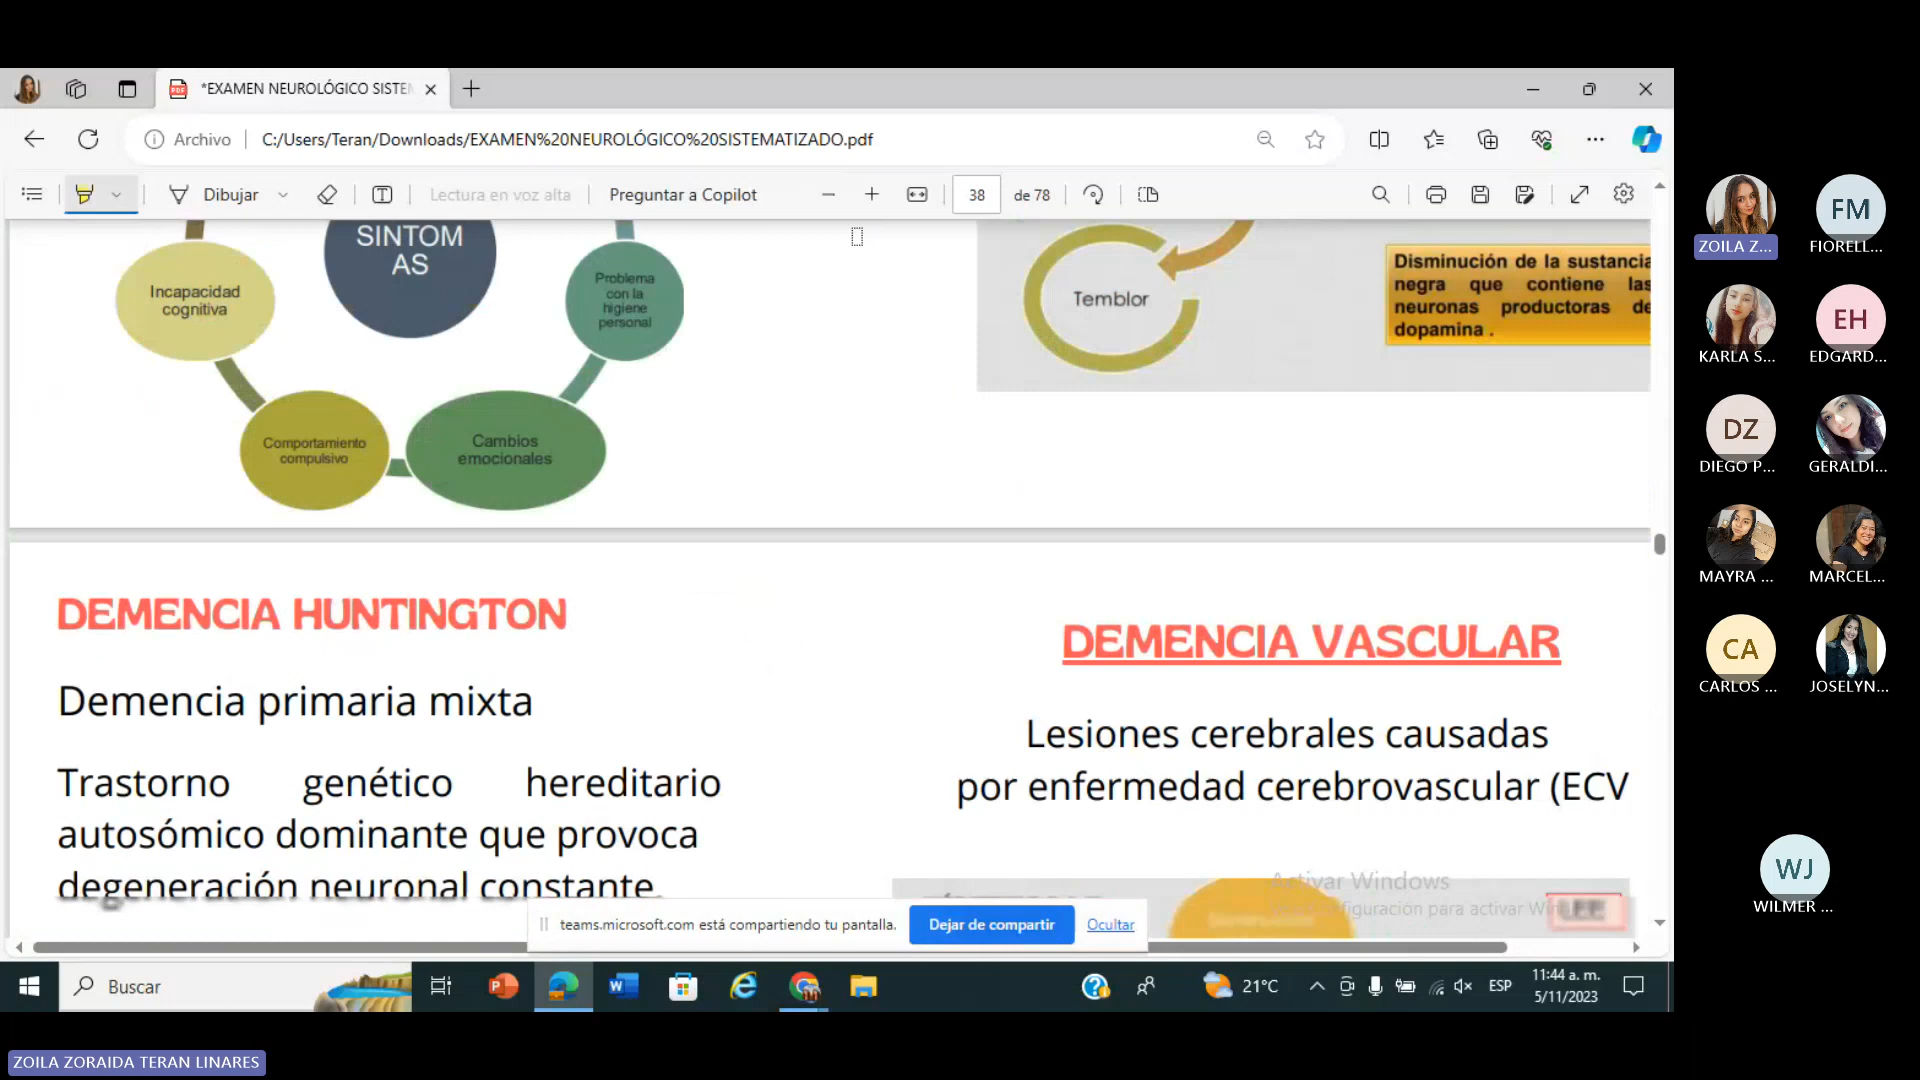 *EXAMEN NEUROLÓGICO SISTE
Archivo
C:/Users/Teran/Downloads/EXAMEN%20NEUROLÓGICO%20SISTEMATIZADO.pdf
Dibujar
Lectura en voz alta
Preguntar a Copilot
38
de 78
SINTOM
AS
Incapacidad
cognitiva
Problema
con la
higiene
personal
Comportamiento
compulsivo
Cambios
emocionales
Temblor
Disminución de la sustancia
negra que contiene las
neuronas productoras de
dopamina .
DEMENCIA HUNTINGTON
Demencia primaria mixta
Trastorno genético hereditario
autosómico dominante que provoca
degeneración neuronal constante.
DEMENCIA VASCULAR
Lesiones cerebrales causadas
por enfermedad cerebrovascular (ECV
Activar Windows
figuración para activar Win
teams.microsoft.com está compartiendo tu pantalla.
Dejar de compartir
Ocultar
Buscar
21°C
ESP
11:44 a. m.
5/11/2023
ZOILA Z...
FM
FIORELL...
KARLA S...
EH
EDGARD...
DZ
DIEGO P...
GERALDI...
MAYRA ...
MARCEL...
CA
CARLOS ...
JOSELYN...
WJ
WILMER ...
ZOILA ZORAIDA TERAN LINARES